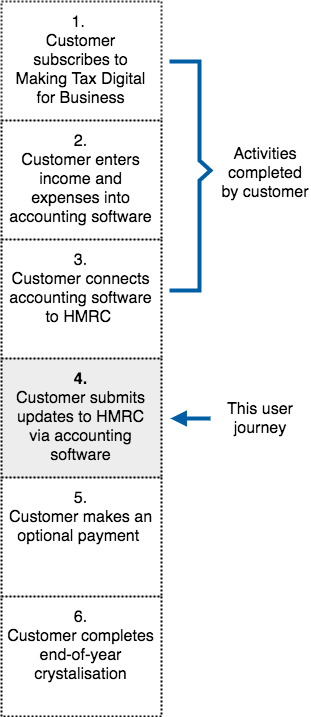 1.
Customer
subscribes to
Making Tax Digital
for Business
2.
Customer enters
income and
expenses into
accounting software
3.
Customer connects
accounting software
to HMRC
Activities
completed
by customer
4.
Customer submits
updates to HMRC
via accounting
software
This user
journey
5.
Customer makes an
optional payment
6.
Customer completes
end-of-year
crystalisation